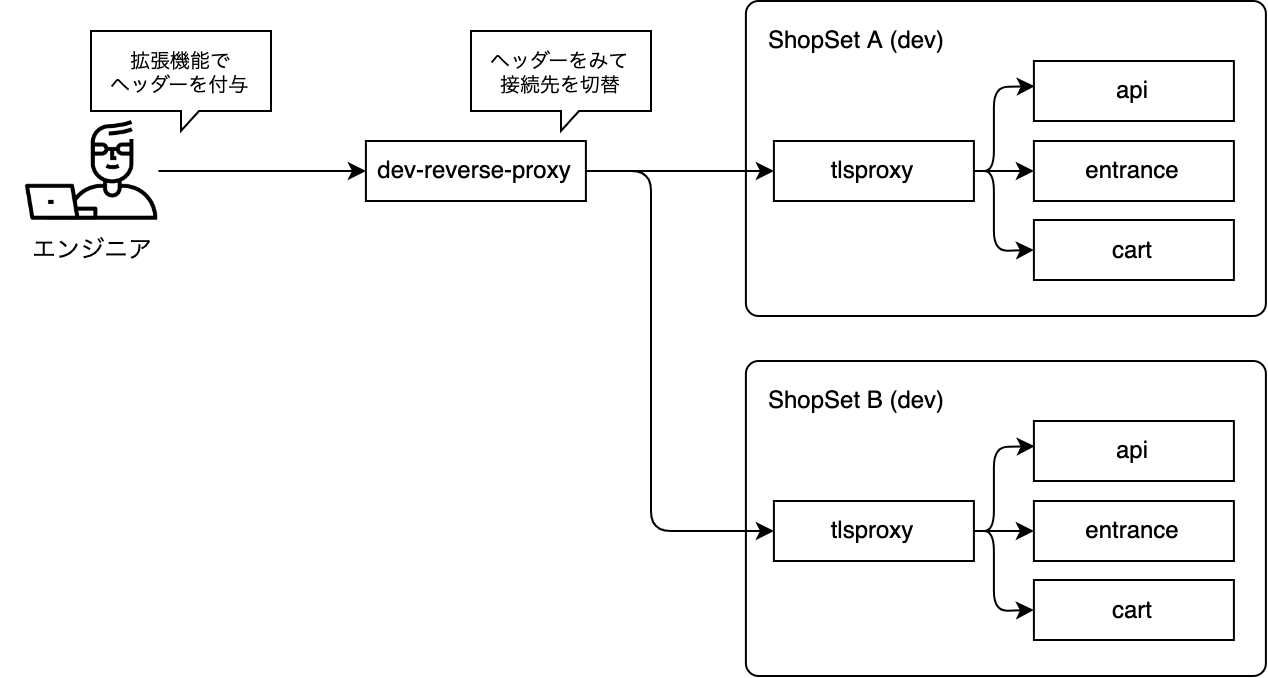 拡張機能で
ヘッダーを付与
エンジニア
ヘッダーをみて
接続先を切替
dev-reverse-proxy
ShopSet A (dev)
tlsproxy
api
entrance
cart
ShopSet B (dev)
tlsproxy
api
entrance
cart